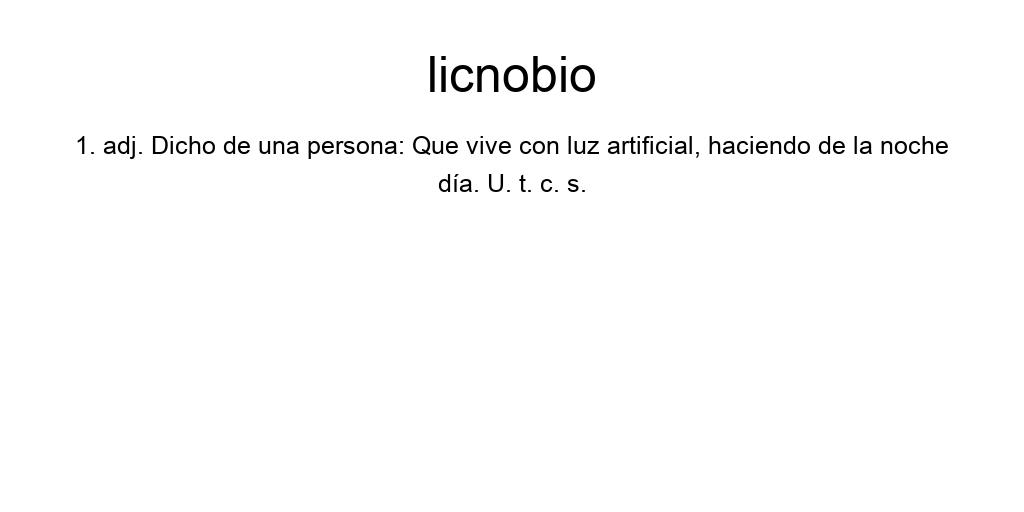 licnobio
1. adj. Dicho de una persona: Que vive con luz artificial, haciendo de la noche
día. U. t. c. s.